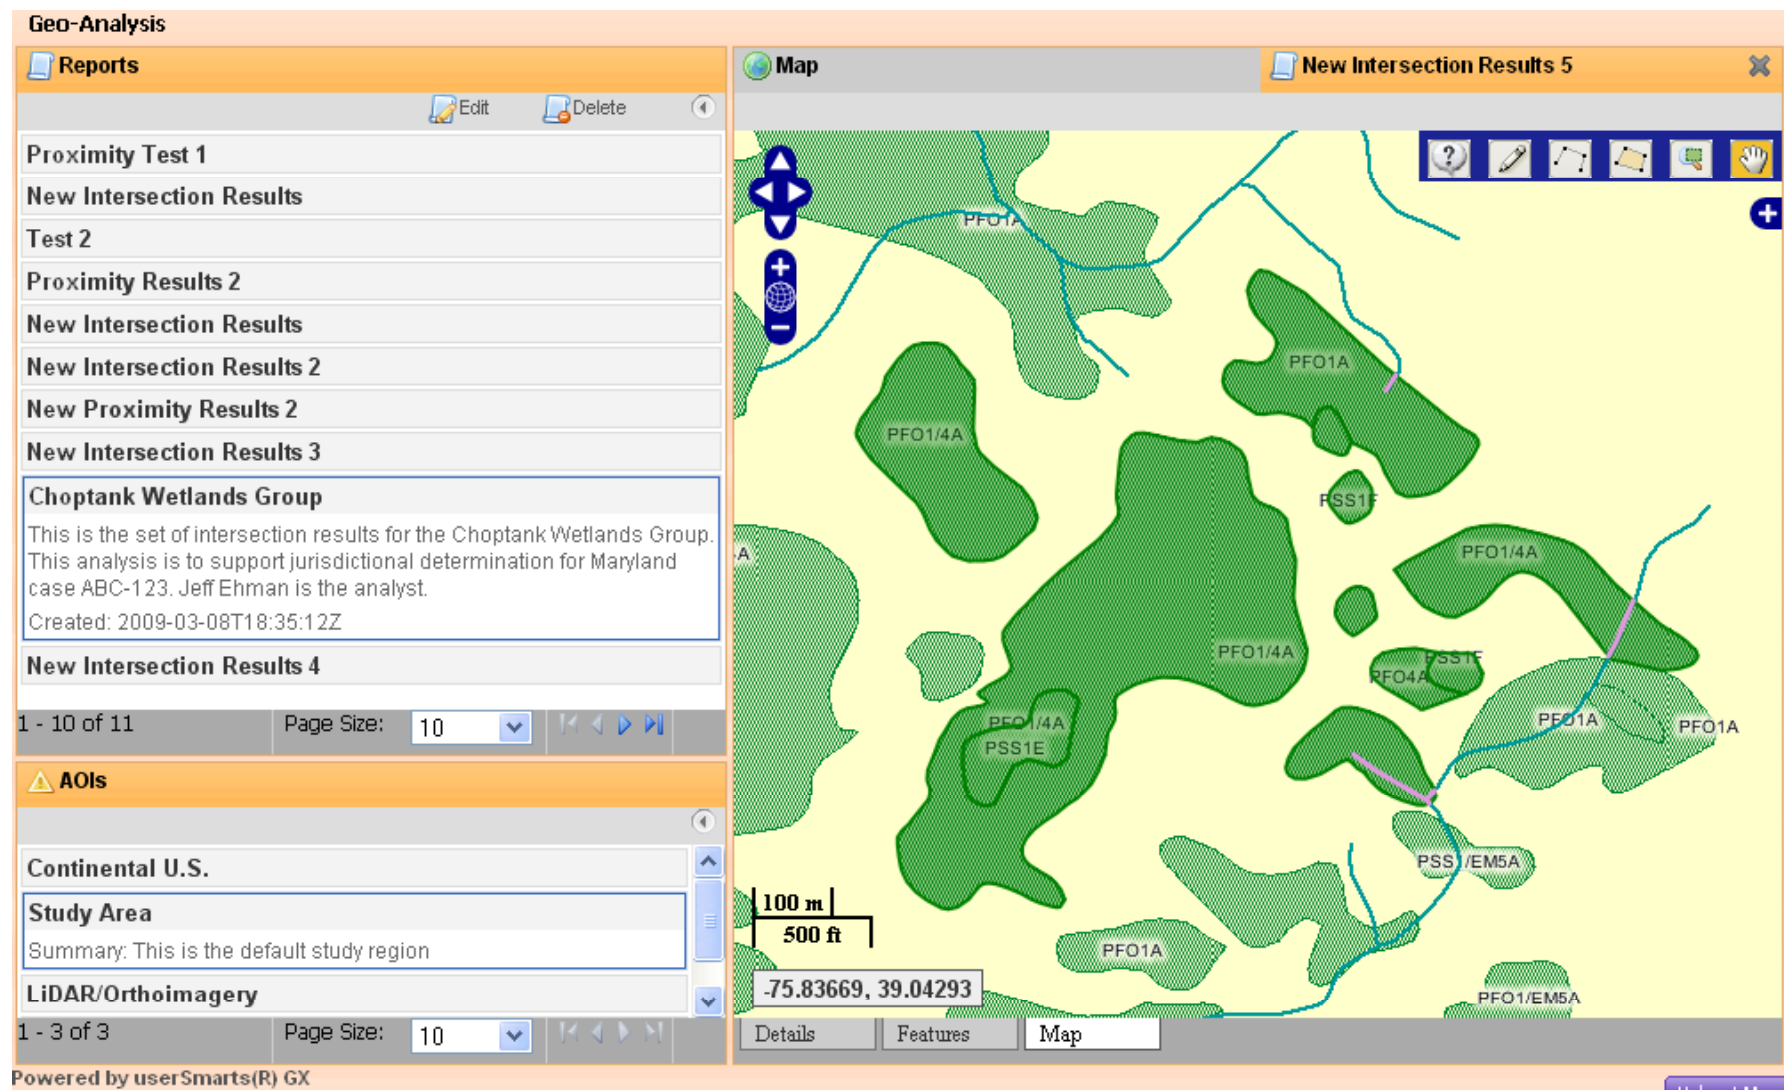 Geo-Analysis
Reports
Edit Delete
Proximity Test 1
New Intersection Results
Test 2
Proximity Results 2
New Intersection Results
New Intersection Results 2
New Proximity Results 2
New Intersection Results 3
Choptank Wetlands Group
This is the set of intersection results for the Choptank Wetlands Group.
This analysis is to support jurisdictional determination for Maryland
case ABC-123. Jeff Ehman is the analyst.
Created: 2009-03-08T18:35:12Z
New Intersection Results 4
1 - 10 of 11 Page Size: 10
AOIs
Continental U.S.
Study Area
Summary: This is the default study region
LiDAR/Orthoimagery
1 - 3 of 3 Page Size: 10
Powered by userSmarts(R) GX
Map
New Intersection Results 5
PFO1A
PFO1A
PFO1/4A
PSS1F
A
PFO1/4A
PFO1/4A
PSS1F
PFO4A
PFO1/4A
PSS1E
PFO1A
PFO1A
PSS1/EM5A
100 m
500 ft
PFO1A
-75.83669, 39.04293
PFO1/EM5A
Details Features Map